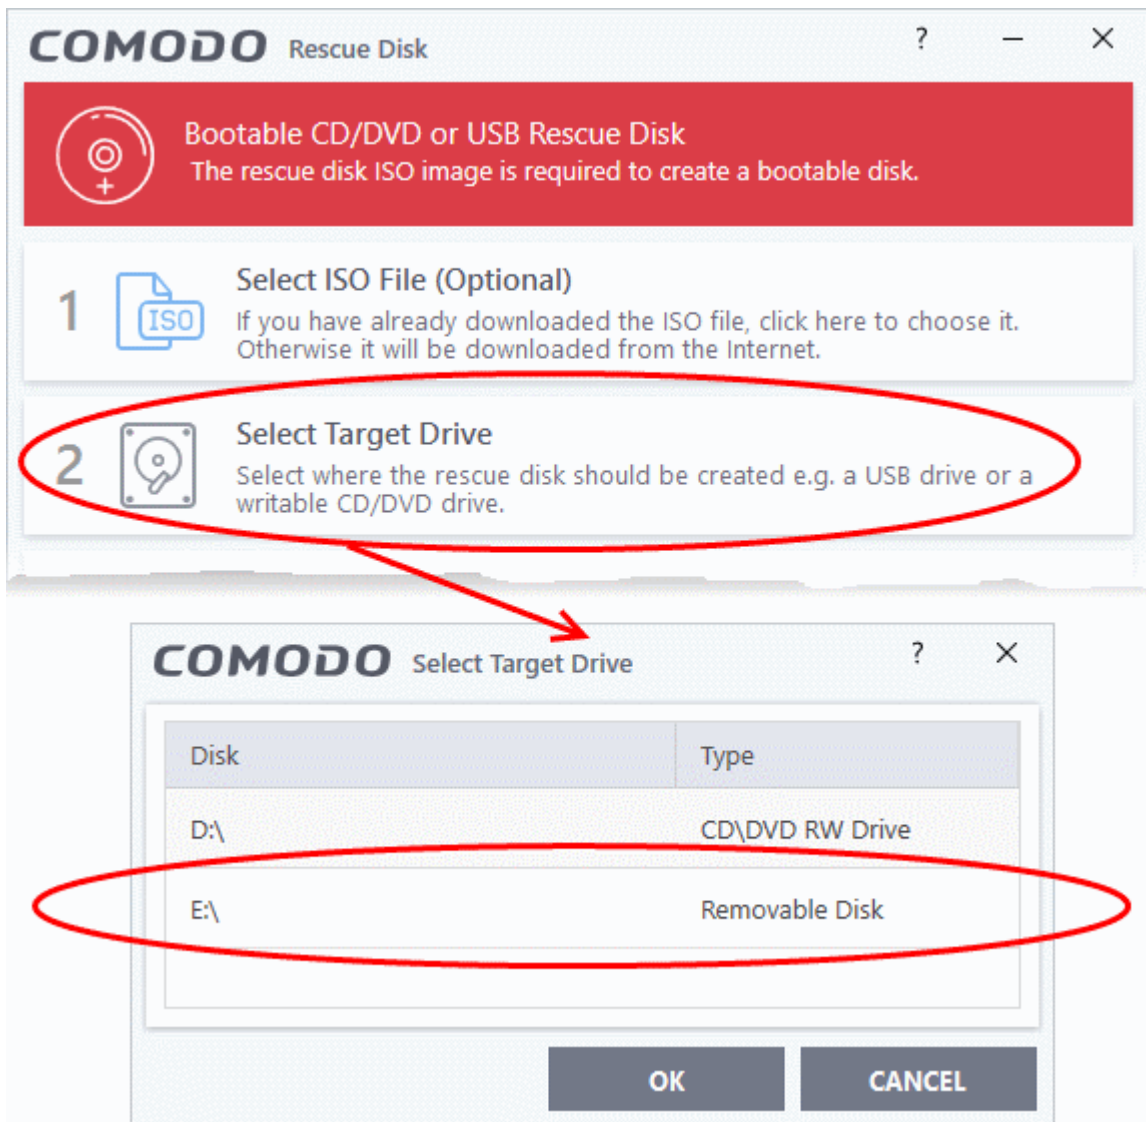 COMODO Rescue Disk ?
Bootable CD/DVD or USB Rescue Disk
The rescue disk ISO image is required to create a bootable disk.
1
ISO
Select ISO File (Optional)
If you have already downloaded the ISO file, click here to choose it.
Otherwise it will be downloaded from the Internet.
2
Select Target Drive
Select where the rescue disk should be created e.g. a USB drive or a
writable CD/DVD drive.
COMODO Select Target Drive ?
Disk Type
D:\ CD\DVD RW Drive
E:\ Removable Disk
OK CANCEL